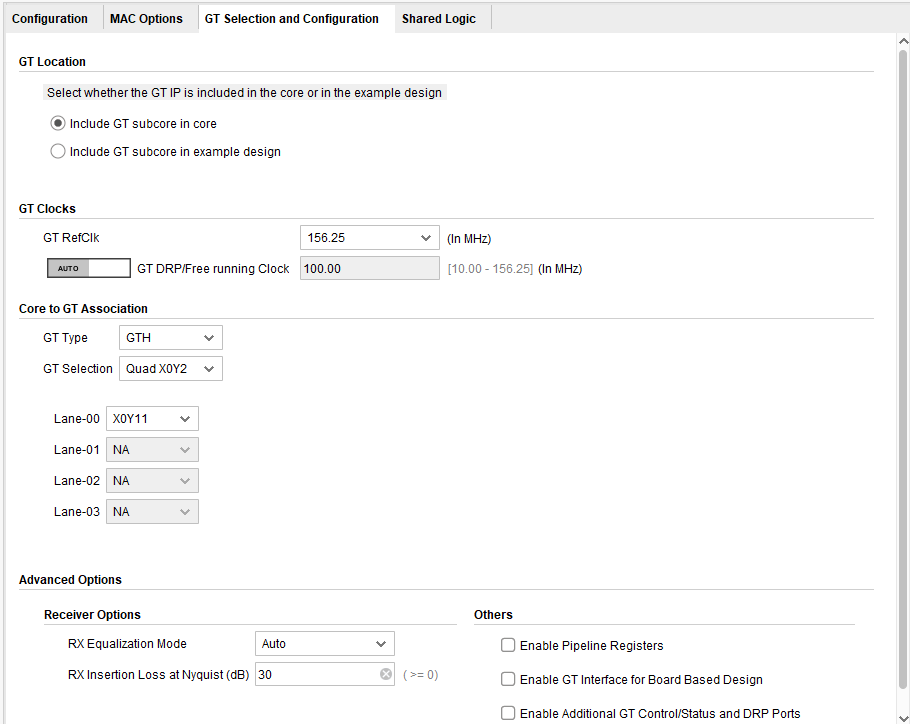 Configuration MAC Options GT Selection and Configuration Shared Logic
GT Location
Select whether the GT IP is included in the core or in the example design
Include GT subcore in core
Include GT subcore in example design
GT Clocks
GT RefClk 156.25 (In MHz)
AUTO GT DRP/Free running Clock 100.00 [10.00 - 156.25] (In MHz)
Core to GT Association
GT Type GTH
GT Selection Quad X0Y2
Lane-00 X0Y11
Lane-01 NA
Lane-02 NA
Lane-03 NA
Advanced Options
Receiver Options
RX Equalization Mode Auto
RX Insertion Loss at Nyquist (dB) 30 ( >= 0)
Others
Enable Pipeline Registers
Enable GT Interface for Board Based Design
Enable Additional GT Control/Status and DRP Ports